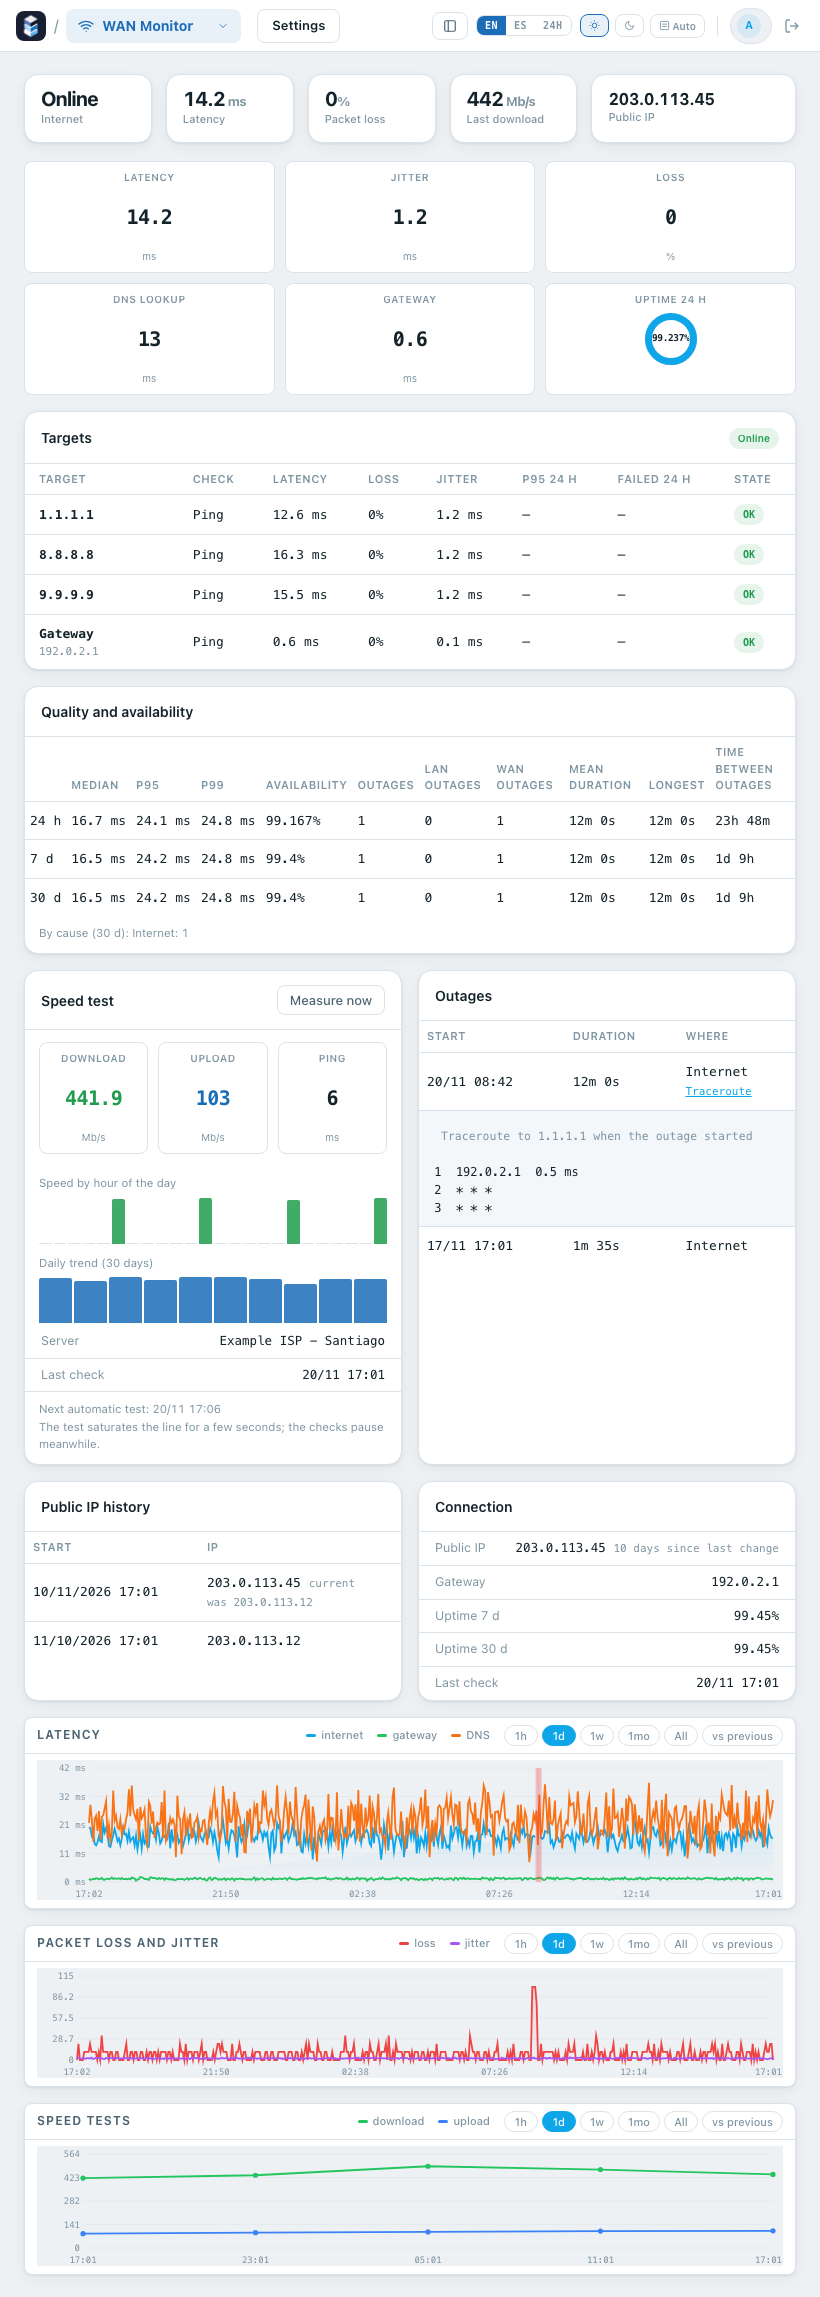 / WAN Monitor Settings EN ES 24H Auto A
Online 14.2 ms 0% 442 Mb/s 203.0.113.45
Internet Latency Packet loss Last download Public IP
LATENCY JITTER LOSS
14.2 1.2 0
ms ms %
DNS LOOKUP GATEWAY UPTIME 24 H
13 0.6 99.237%
ms ms
Targets Online
TARGET CHECK LATENCY LOSS JITTER P95 24 H FAILED 24 H STATE
1.1.1.1 Ping 12.6 ms 0% 1.2 ms — — OK
8.8.8.8 Ping 16.3 ms 0% 1.2 ms — — OK
9.9.9.9 Ping 15.5 ms 0% 1.2 ms — — OK
Gateway Ping 0.6 ms 0% 0.1 ms — — OK
192.0.2.1
Quality and availability
MEDIAN P95 P99 AVAILABILITY OUTAGES LAN OUTAGES WAN OUTAGES MEAN DURATION LONGEST TIME BETWEEN OUTAGES
24 h 16.7 ms 24.1 ms 24.8 ms 99.167% 1 0 1 12m 0s 12m 0s 23h 48m
7 d 16.5 ms 24.2 ms 24.8 ms 99.4% 1 0 1 12m 0s 12m 0s 1d 9h
30 d 16.5 ms 24.2 ms 24.8 ms 99.4% 1 0 1 12m 0s 12m 0s 1d 9h
By cause (30 d): Internet: 1
Speed test Measure now
DOWNLOAD UPLOAD PING
441.9 103 6
Mb/s Mb/s ms
Speed by hour of the day
Daily trend (30 days)
Server Example ISP — Santiago
Last check 20/11 17:01
Next automatic test: 20/11 17:06
The test saturates the line for a few seconds; the checks pause
meanwhile.
Outages
START DURATION WHERE
20/11 08:42 12m 0s Internet
Traceroute
Traceroute to 1.1.1.1 when the outage started
1 192.0.2.1 0.5 ms
2 * * *
3 * * *
17/11 17:01 1m 35s Internet
Public IP history
START IP
10/11/2026 17:01 203.0.113.45 current
was 203.0.113.12
11/10/2026 17:01 203.0.113.12
Connection
Public IP 203.0.113.45 10 days since last change
Gateway 192.0.2.1
Uptime 7 d 99.45%
Uptime 30 d 99.45%
Last check 20/11 17:01
LATENCY internet gateway DNS 1h 1d 1w 1mo All vs previous
42 ms
32 ms
21 ms
11 ms
0 ms
17:02 21:50 02:38 07:26 12:14 17:01
PACKET LOSS AND JITTER loss jitter 1h 1d 1w 1mo All vs previous
115
86.2
57.5
28.7
0
17:02 21:50 02:38 07:26 12:14 17:01
SPEED TESTS download upload 1h 1d 1w 1mo All vs previous
564
423
282
141
0
17:01 23:01 05:01 11:01 17:01